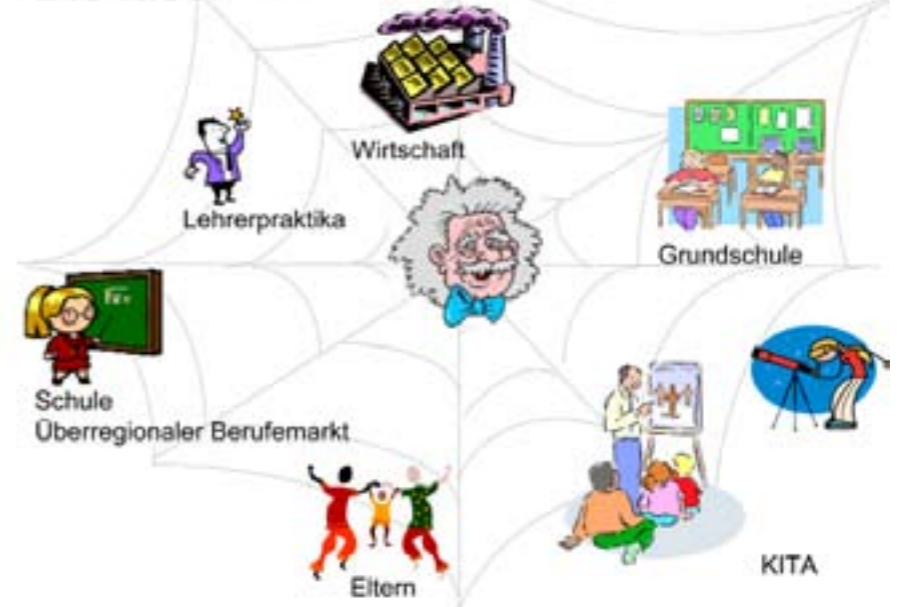 Wirtschaft
Lehrerpraktika
Grundschule
Schule
Überregionaler Berufemarkt
Eltern
KITA